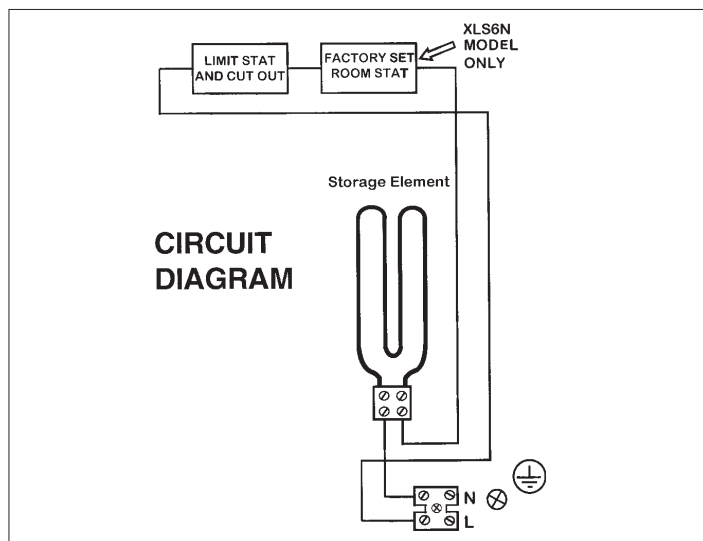 XLS6N
MODEL
ONLY
LIMIT STAT
AND CUT OUT
FACTORY SET
ROOM STAT
Storage Element
CIRCUIT
DIAGRAM
N
L